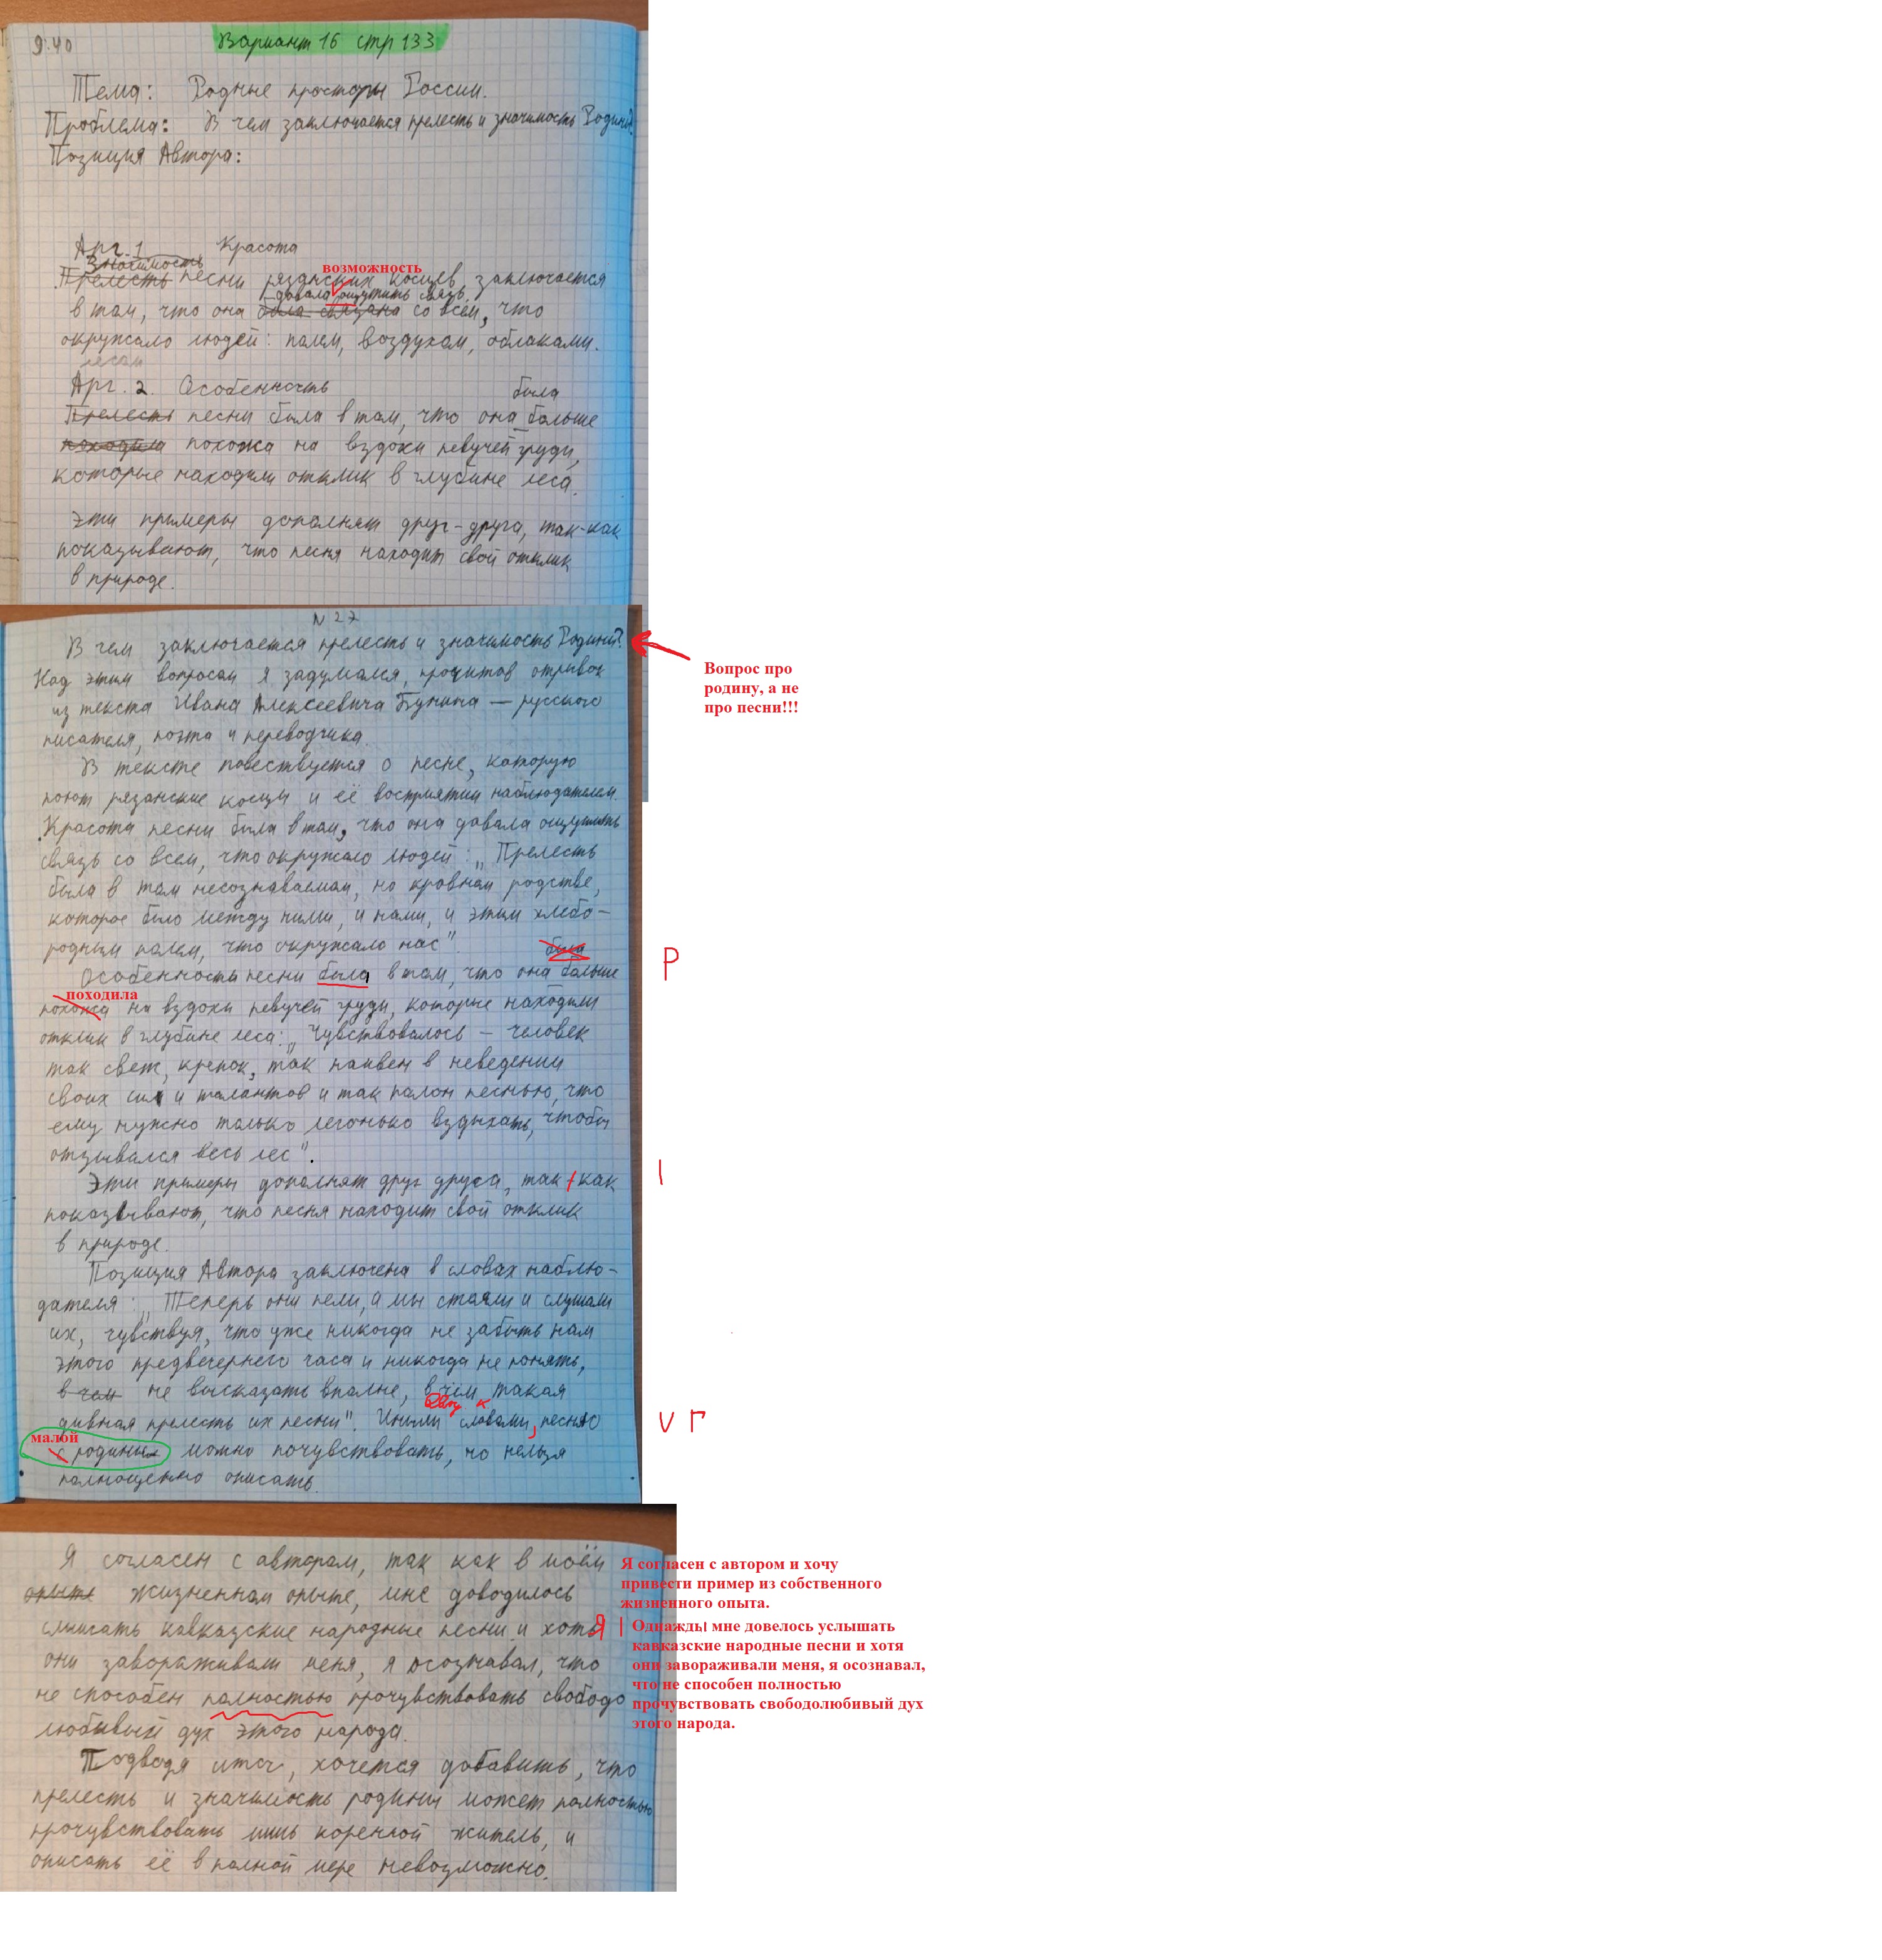 9:40
Вариант 16 стр 133
Тема: Родные просторы России.
Проблема: В чем заключается прелесть и значимость Родины?
Позиция Автора:
Арг. 1 Красота
Значимость
возможность
Прелесть песни рязанских косцев заключается
давала ощутить связь
в том, что она была связана со всем, что
окружало людей: полем, воздухом, облаками.
лесом
Арг. 2. Особенность
была
Прелесть песни была в том, что она больше
походила похожа на вздохи певучей груди,
которые находили отклик в глубине леса.
Эти примеры дополнят друг-друга, так-как
показывают, что песня находит свой отклик
в природе.
N 27
В чем заключается прелесть и значимость Родины?
Над этим вопросом я задумался, прочитав отрывок
из текста Ивана Алексеевича Бунина — русского
писателя, поэта и переводчика.
Вопрос про
родину, а не
про песни!!!
В тексте повествуется о песне, которую
поют рязанские косцы и её восприятии наблюдателем.
Красота песни была в том, что она давала ощутить
связь со всем, что окружало людей: „Прелесть
была в том несознаваемом, но кровном родстве,
которое было между ними, и нами, и этим хлебо-
родным полем, что окружало нас".
была
Р
Особенность песни была в том, что она больше
походила
похожа на вздохи певучей груди, которые находили
отклик в глубине леса: „Чувствовалось — человек
так свеж, крепок, так наивен в неведении
своих сил и талантов и так полон песнью, что
ему нужно только легонько вздыхать, чтобы
отзывался весь лес".
Эти примеры дополнят друг друга, так как
показывают, что песня находит свой отклик
в природе.
Позиция Автора заключена в словах наблю-
дателя: „Теперь они пели, а мы стояли и слушали
их, чувствуя, что уже никогда не забыть нам
этого предвечернего часа и никогда не понять,
в чем не высказать вполне, в чём такая
дивная прелесть их песни". Иными словами, песню
V Г
малой
с родины можно почувствовать, но нельзя
полноценно описать.
Я согласен с автором, так как в моём
опыте жизненном опыте, мне доводилось
слышать кавказские народные песни и хотя
они завораживали меня, я осознавал, что
не способен полностью прочувствовать свободо
любивый дух этого народа.
Я согласен с автором и хочу
привести пример из собственного
жизненного опыта.
Я | Однажды мне довелось услышать
кавказские народные песни и хотя
они завораживали меня, я осознавал,
что не способен полностью
прочувствовать свободолюбивый дух
этого народа.
Подводя итог, хочется добавить, что
прелесть и значимость родины может полностью
прочувствовать лишь коренной житель, и
описать её в полной мере невозможно.